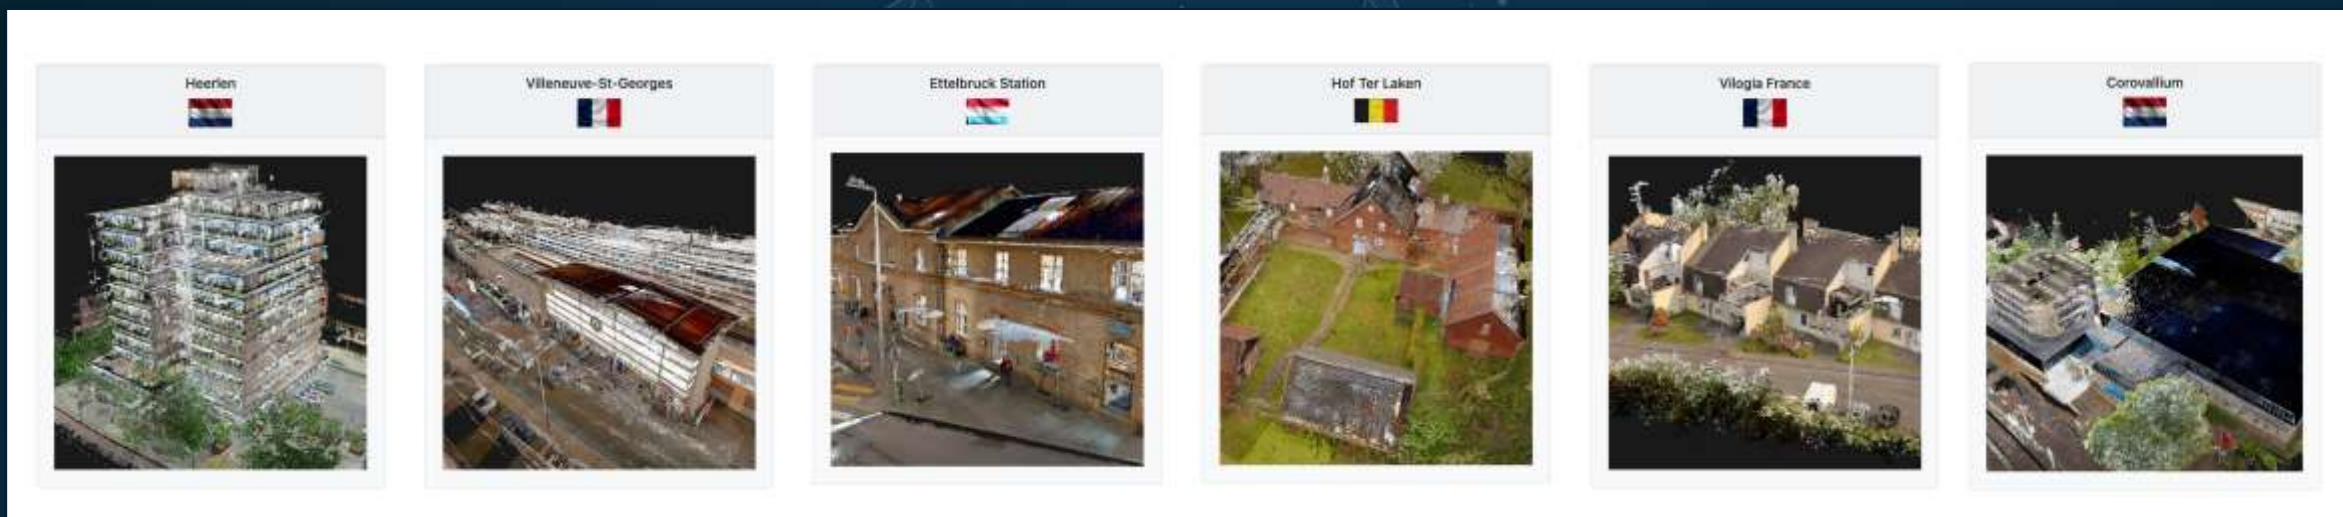 Heerlen
Villeneuve-St-Georges
Ettelbruck Station
Hof Ter Laken
Vilogia France
Corovallium